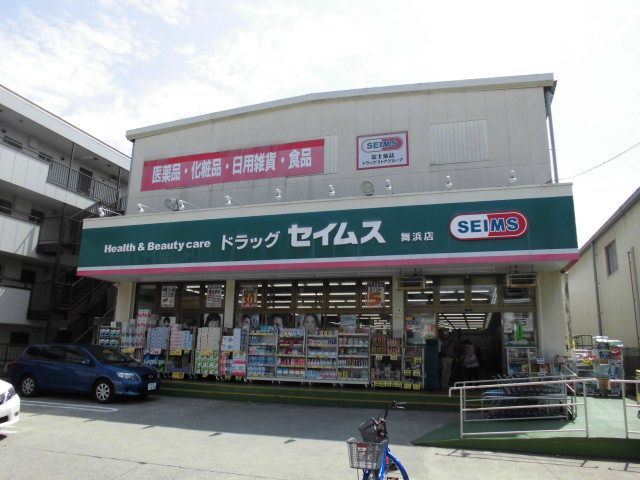 医薬品・化粧品・日用雑貨・食品
SEIMS
富士薬品
ドラッグストアグループ
Health & Beauty care ドラッグ セイムス 舞浜店 SEIMS